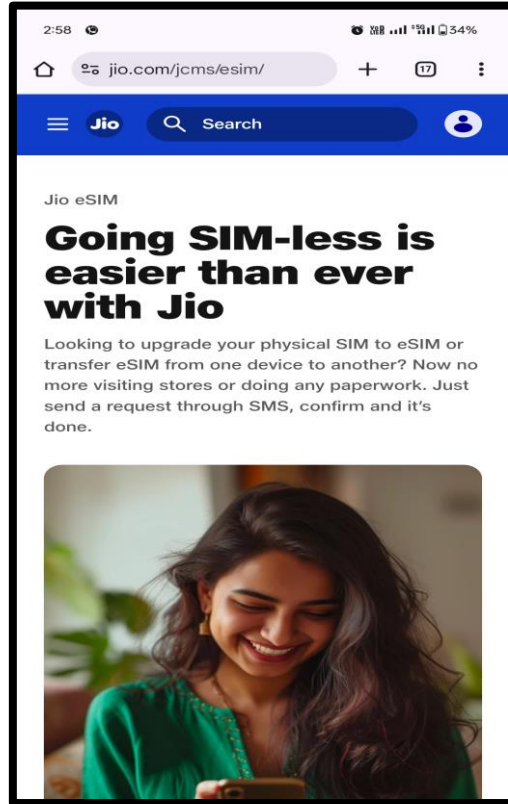 2:58 34%
jio.com/jcms/esim/ 17
Jio Search
Jio eSIM
Going SIM-less is
easier than ever
with Jio
Looking to upgrade your physical SIM to eSIM or
transfer eSIM from one device to another? Now no
more visiting stores or doing any paperwork. Just
send a request through SMS, confirm and it's
done.